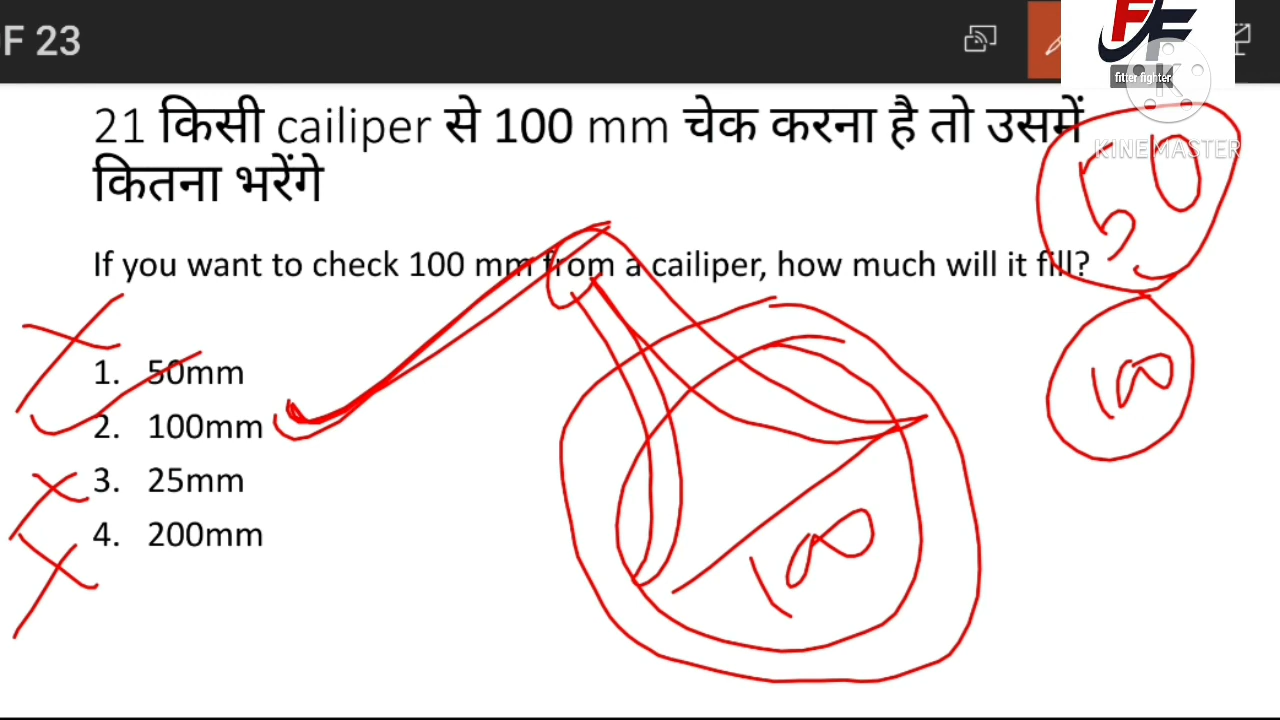 F 23
FF
fitter fighter
K
KINEMASTER
21 किसी cailiper से 100 mm चेक करना है तो उसमें
कितना भरेंगे
50
If you want to check 100 mm from a cailiper, how much will it fill?
100
1. 50mm
2. 100mm
3. 25mm
4. 200mm
100